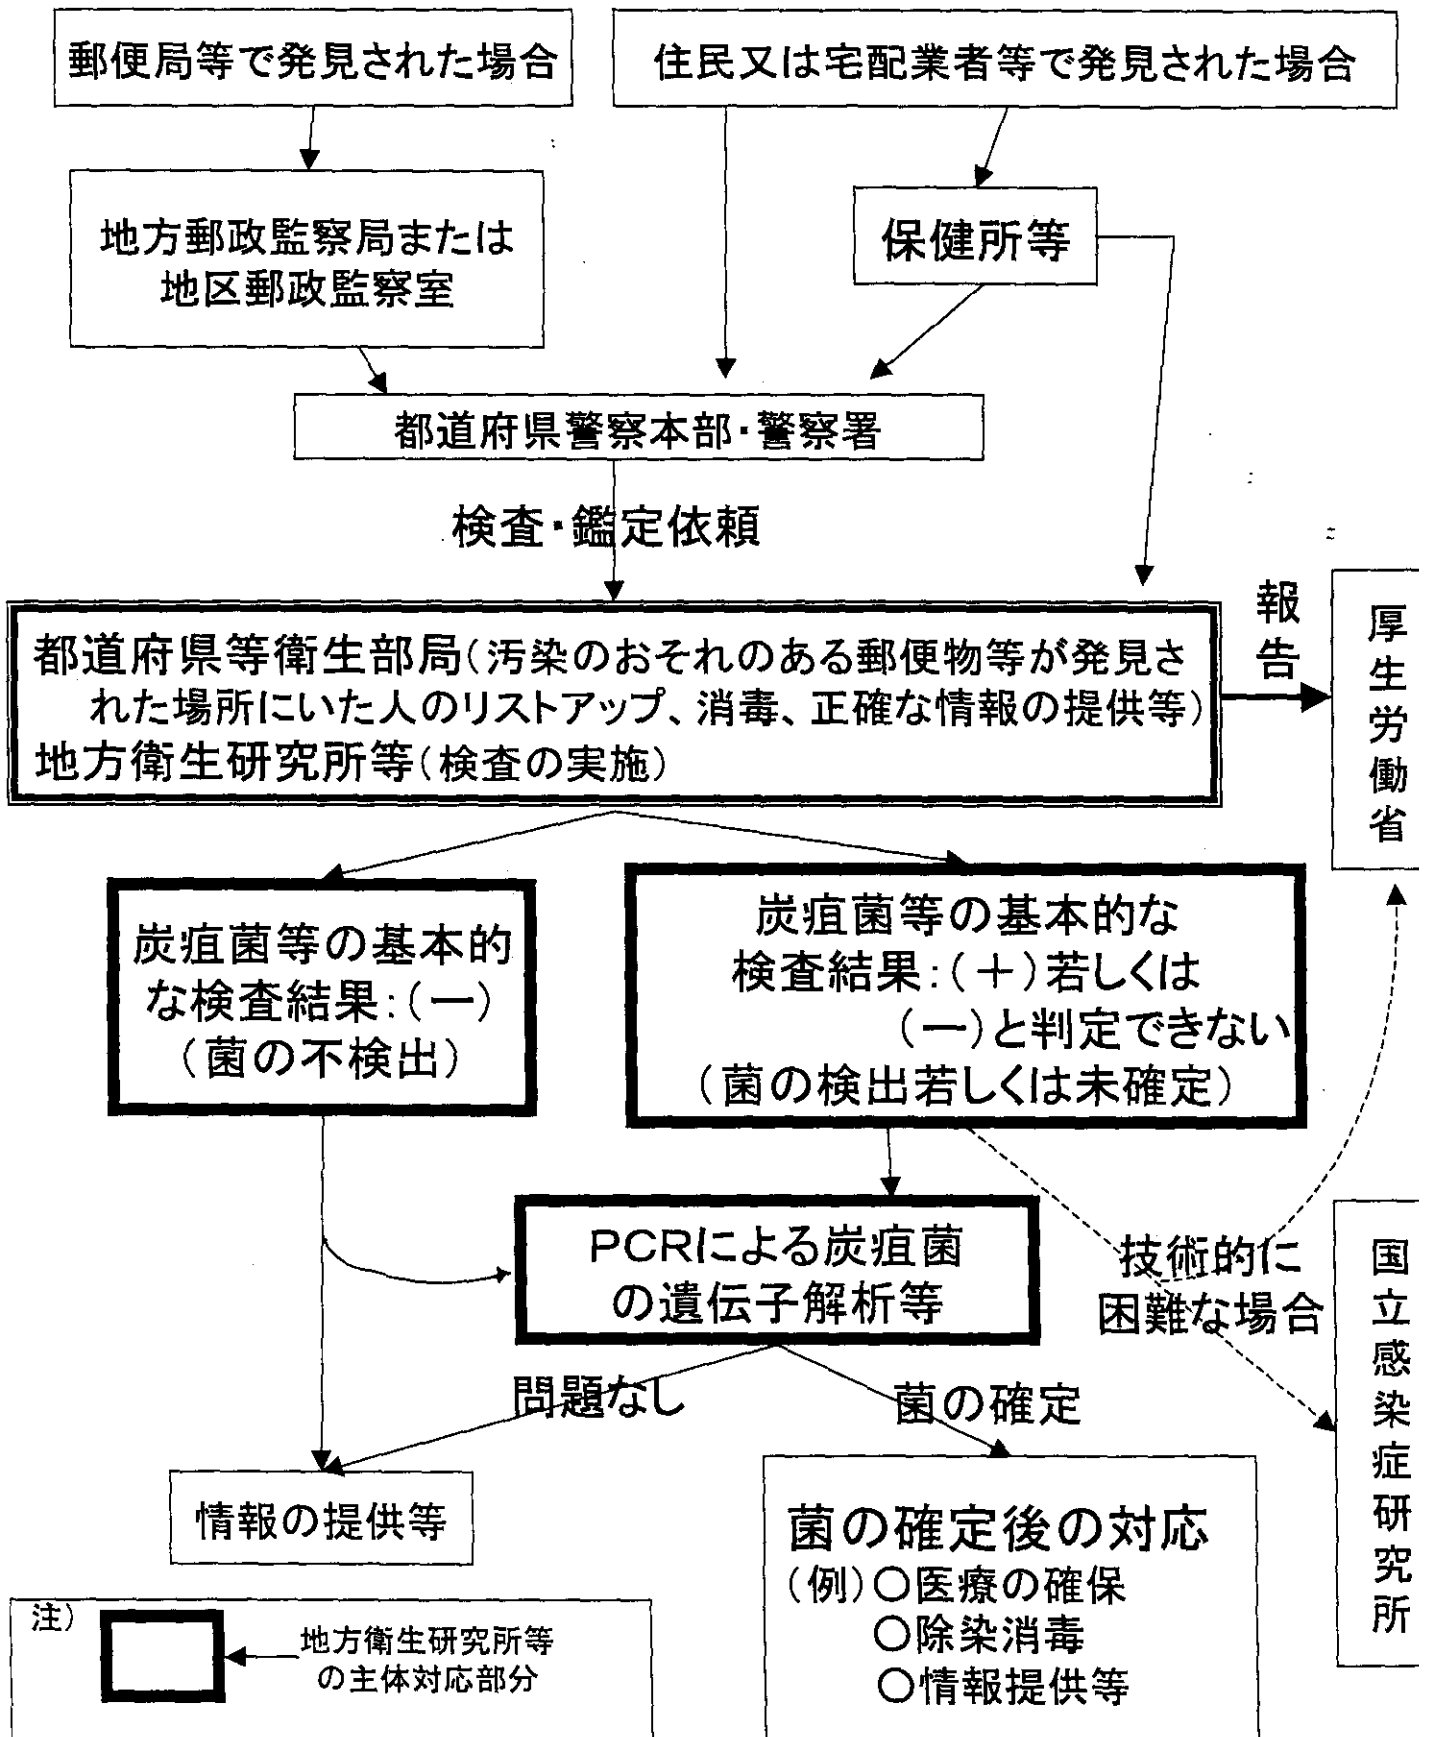 郵便局等で発見された場合
住民又は宅配業者等で発見された場合
地方郵政監察局または
地区郵政監察室
保健所等
都道府県警察本部・警察署
検査・鑑定依頼
都道府県等衛生部局(汚染のおそれのある郵便物等が発見さ
れた場所にいた人のリストアップ、消毒、正確な情報の提供等)
地方衛生研究所等(検査の実施)
報告
厚生労働省
炭疽菌等の基本的
な検査結果:(ー)
(菌の不検出)
炭疽菌等の基本的な
検査結果:(+)若しくは
(ー)と判定できない
(菌の検出若しくは未確定)
PCRによる炭疽菌
の遺伝子解析等
技術的に
困難な場合
国立感染症研究所
問題なし
菌の確定
情報の提供等
菌の確定後の対応
(例)○医療の確保
○除染消毒
○情報提供等
注)
地方衛生研究所等
の主体対応部分